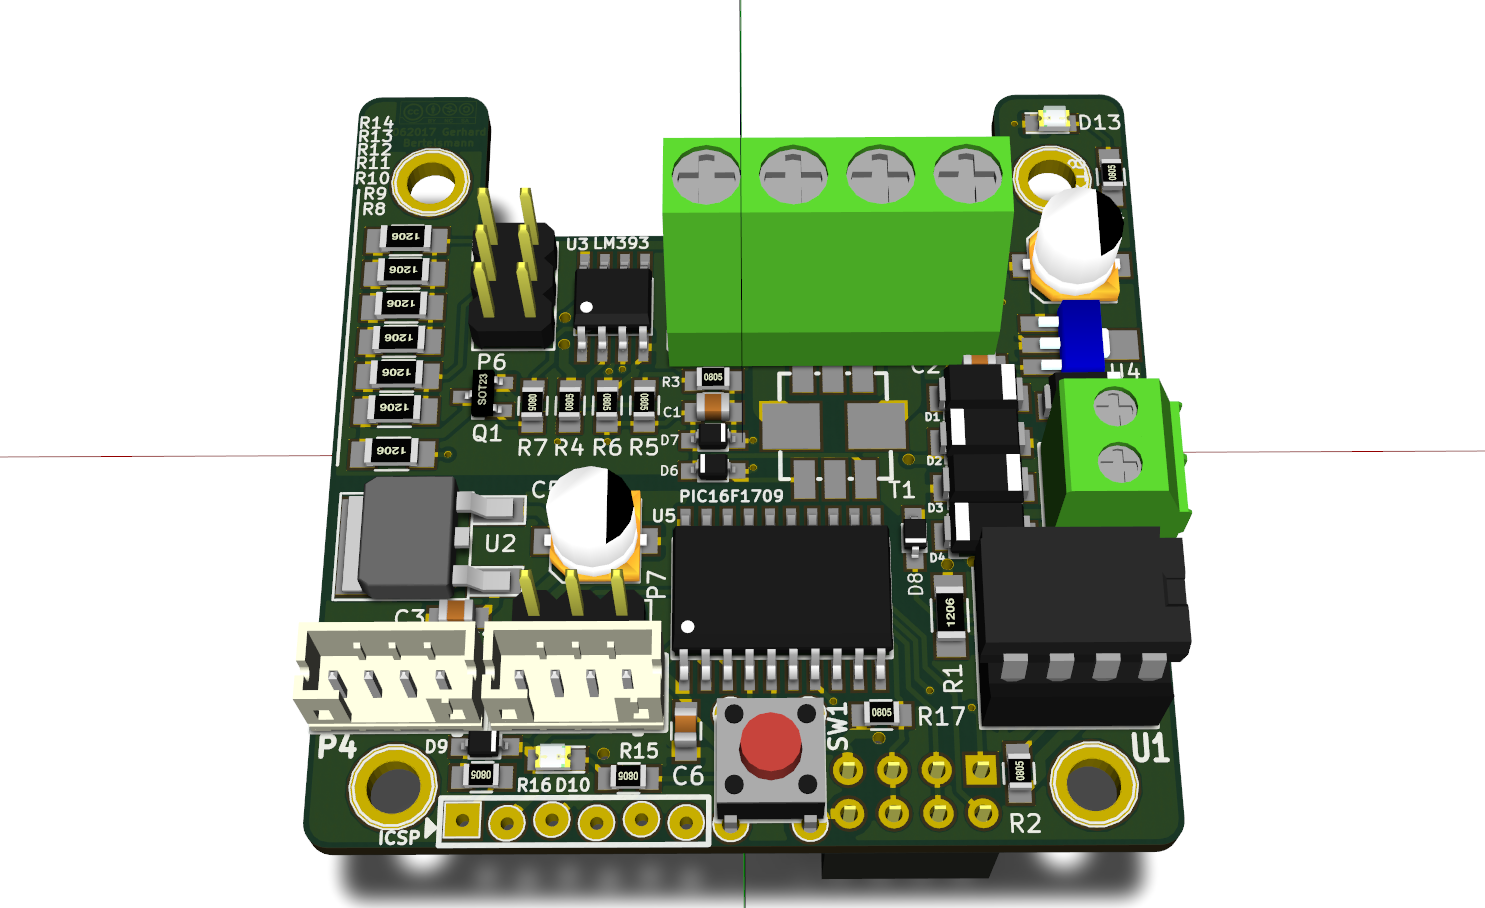 R14
R13
062017 Gerhard
R12
Bertelsmann
R11
R10
R9
R8
D13
0805
1206
1206
1206
1206
1206
1206
1206
U3 LM393
P6
SOT23
Q1
0805
0805
0805
0805
R7 R4 R6 R5
R3
0805
C1
D7
D6
C2
U4
D1
D2
D3
D4
T1
PIC16F1709
U5
U2
P7
C3
D8
1206
R1
P4
D9
0805
R16 D10
R15
0805
C6
SW1
0805
R17
U1
0805
R2
ICSP